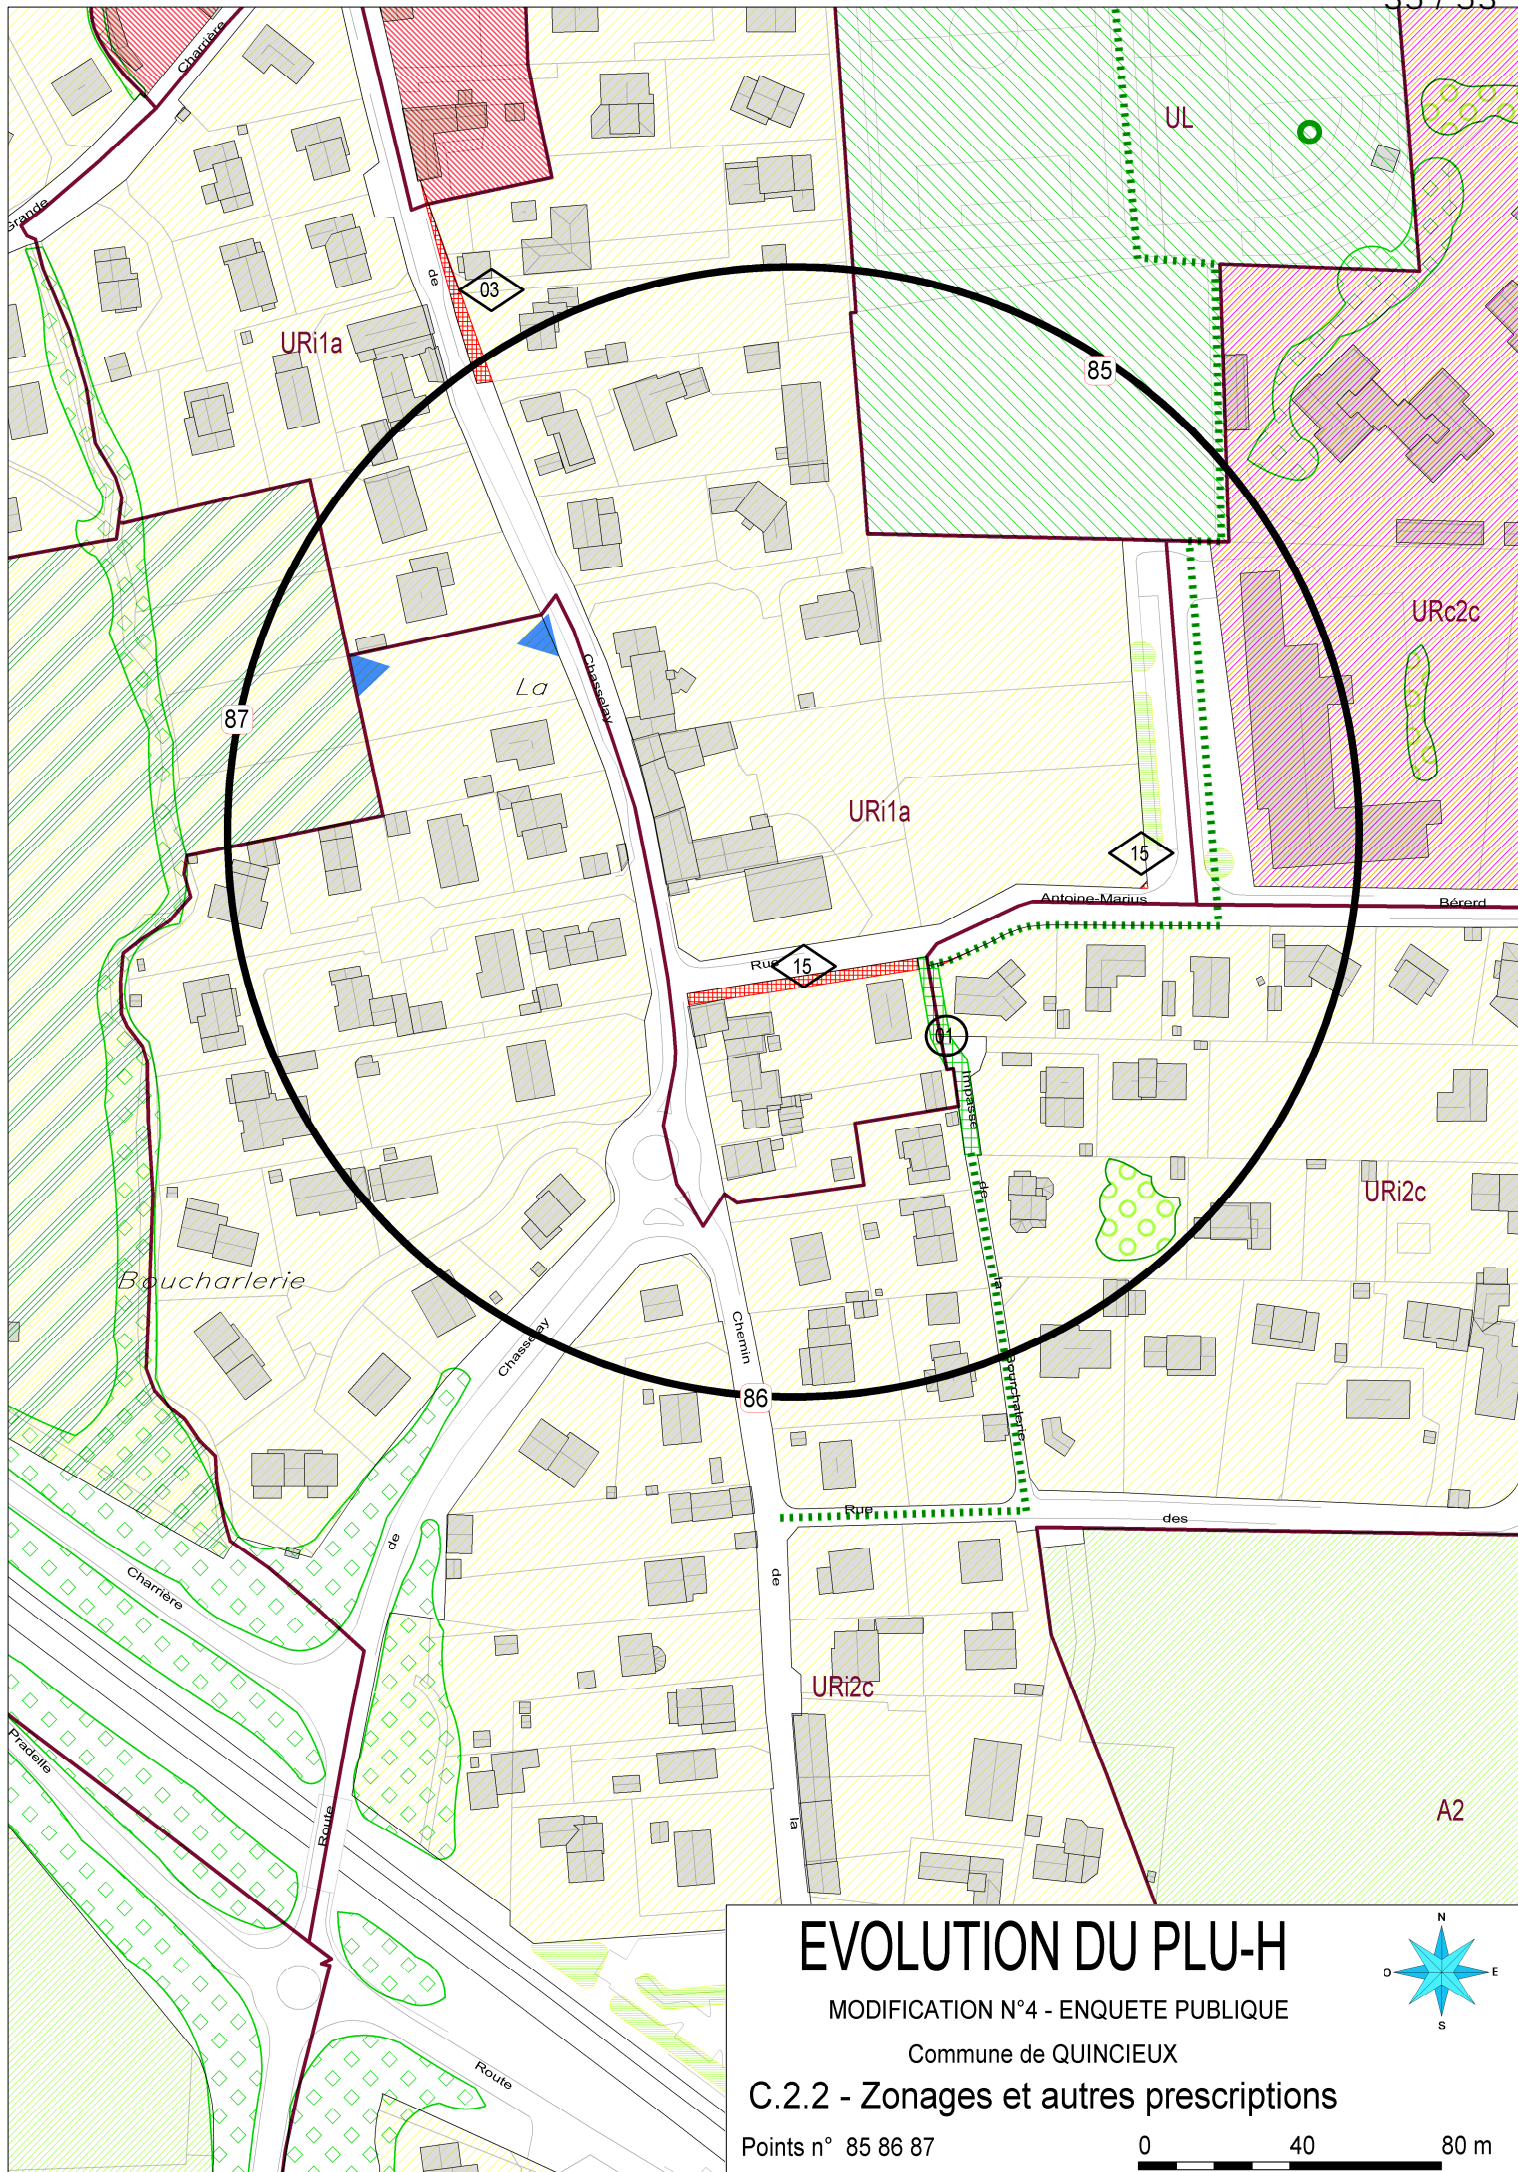 Charrière
Grande
UL
de
03
URi1a
85
URc2c
Chasselay
La
87
URi1a
15
Antoine-Marius
Bérerd
Rue
15
01
Impasse
de
URi2c
la
Boucharlerie
Chemin
Chasselay
Bourchalerie
86
Rue
des
de
de
Charrière
URi2c
Pradelle
Route
la
A2
Route
EVOLUTION DU PLU-H
MODIFICATION N°4 - ENQUETE PUBLIQUE
Commune de QUINCIEUX
C.2.2 - Zonages et autres prescriptions
Points n° 85 86 87
N
O
E
S
0 40 80 m